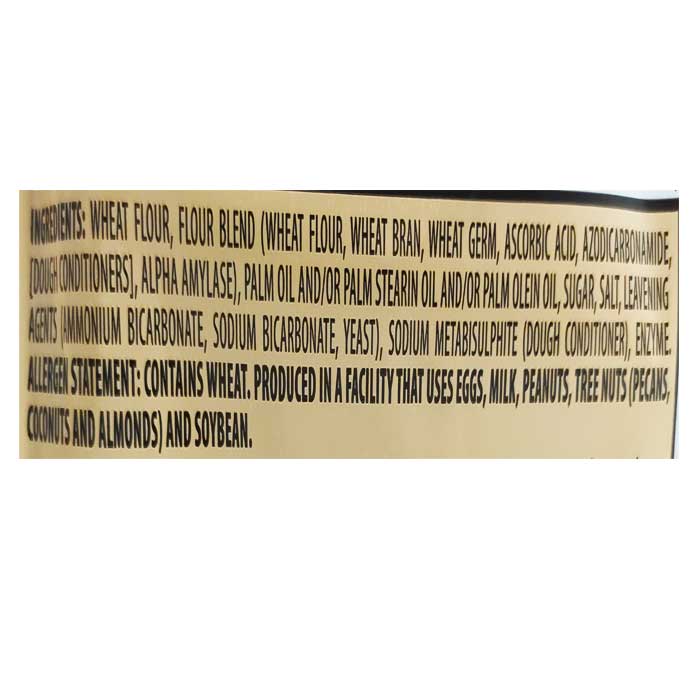 INGREDIENTS: WHEAT FLOUR, FLOUR BLEND (WHEAT FLOUR, WHEAT BRAN, WHEAT GERM, ASCORBIC ACID, AZODICARBONAMIDE,
[DOUGH CONDITIONERS], ALPHA AMYLASE), PALM OIL AND/OR PALM STEARIN OIL AND/OR PALM OLEIN OIL, SUGAR, SALT, LEAVENING
AGENTS (AMMONIUM BICARBONATE, SODIUM BICARBONATE, YEAST), SODIUM METABISULPHITE (DOUGH CONDITIONER), ENZYME.
ALLERGEN STATEMENT: CONTAINS WHEAT. PRODUCED IN A FACILITY THAT USES EGGS, MILK, PEANUTS, TREE NUTS (PECANS,
COCONUTS AND ALMONDS) AND SOYBEAN.